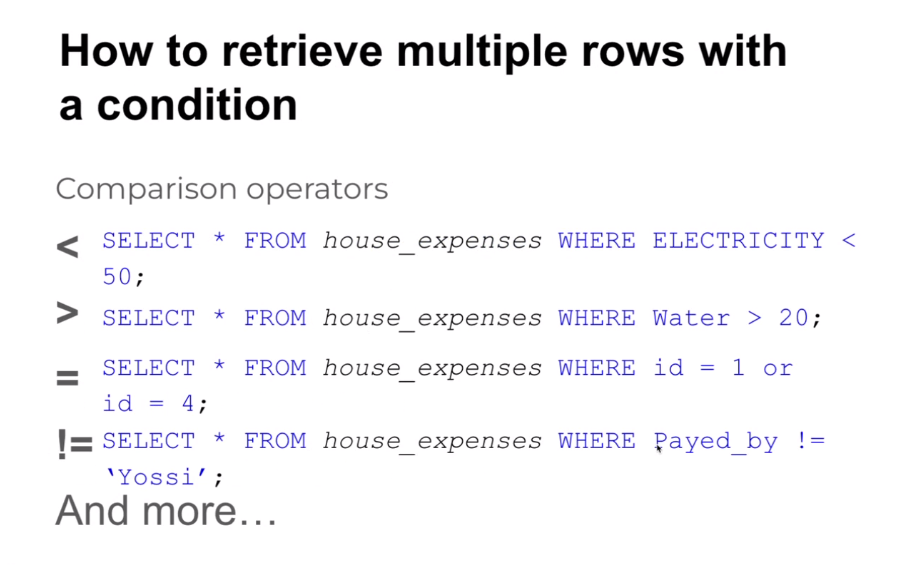 How to retrieve multiple rows with
a condition
Comparison operators
< SELECT * FROM house_expenses WHERE ELECTRICITY <
50;
> SELECT * FROM house_expenses WHERE Water > 20;
= SELECT * FROM house_expenses WHERE id = 1 or
id = 4;
!= SELECT * FROM house_expenses WHERE Payed_by !=
‘Yossi’;
And more…